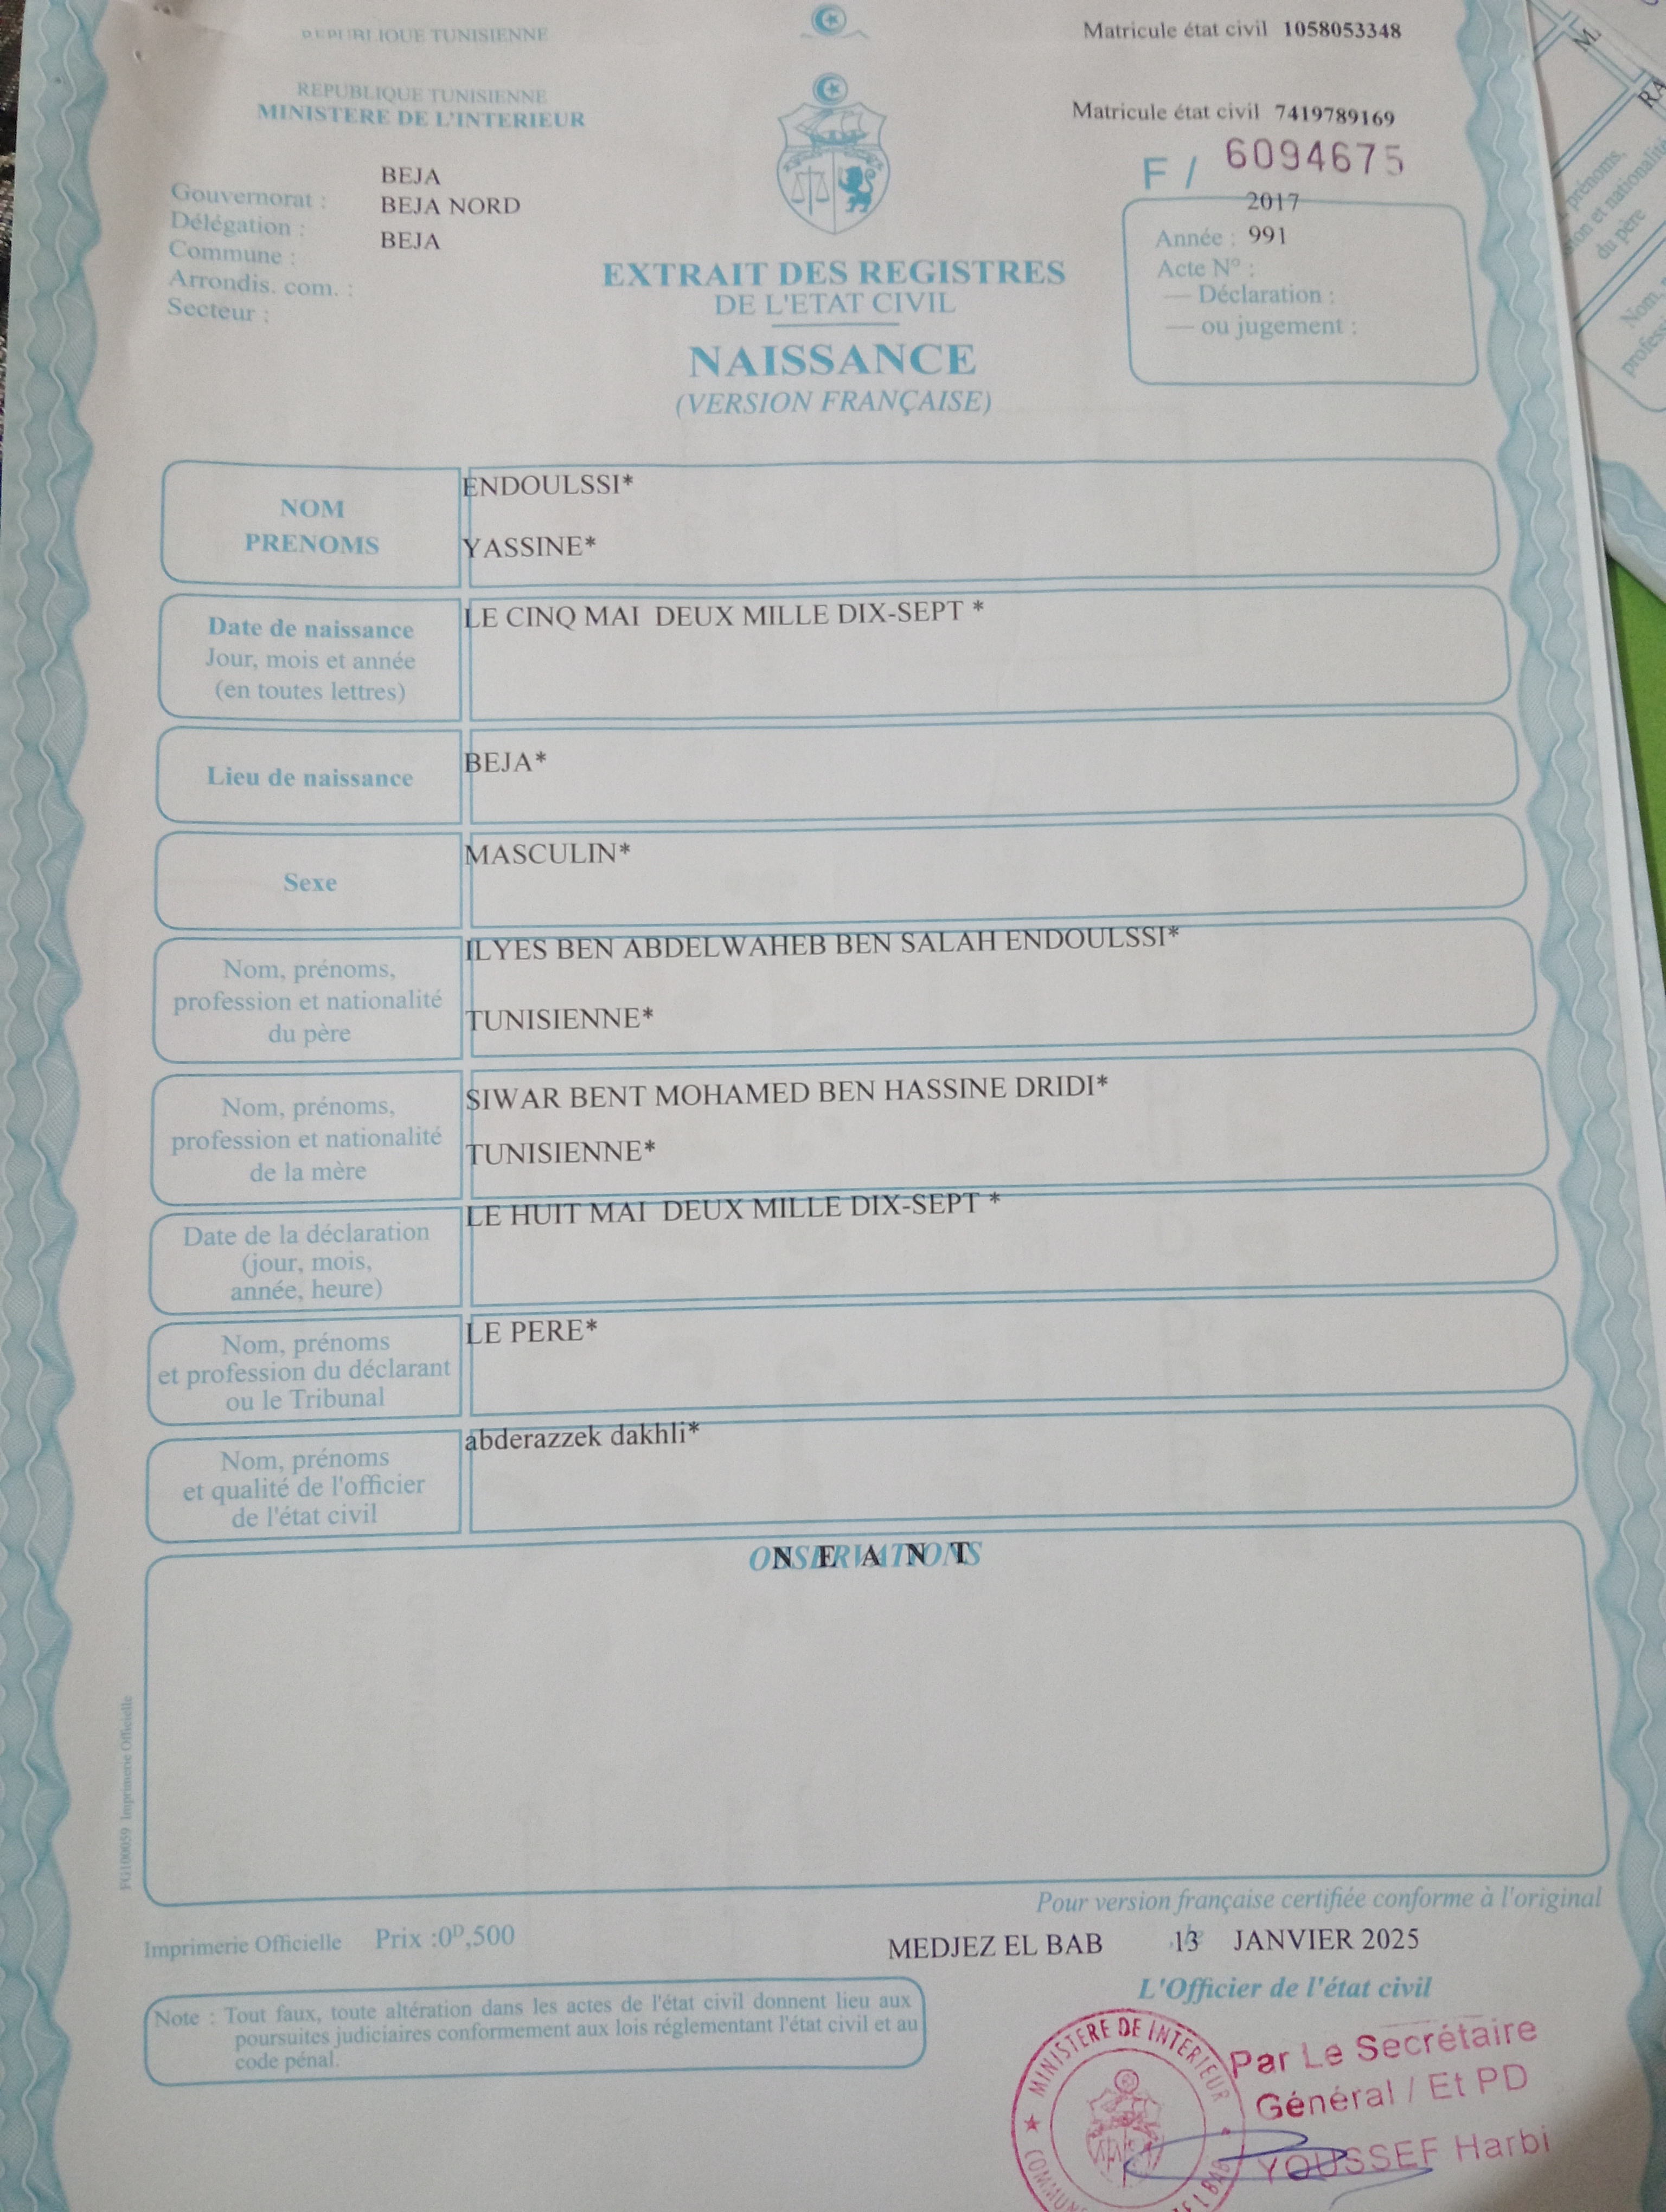 REPUBLIQUE TUNISIENNE
Matricule état civil 1058053348
REPUBLIQUE TUNISIENNE
MINISTERE DE L'INTERIEUR
Matricule état civil 7419789169
F / 6094675
Gouvernorat : BEJA
Délégation : BEJA NORD
Commune : BEJA
Arrondis. com. :
Secteur :
2017
Année : 991
Acte N° :
— Déclaration :
— ou jugement :
EXTRAIT DES REGISTRES
DE L'ETAT CIVIL
NAISSANCE
(VERSION FRANÇAISE)
NOM
PRENOMS
ENDOULSSI*
YASSINE*
Date de naissance
Jour, mois et année
(en toutes lettres)
LE CINQ MAI DEUX MILLE DIX-SEPT *
Lieu de naissance
BEJA*
Sexe
MASCULIN*
Nom, prénoms,
profession et nationalité
du père
ILYES BEN ABDELWAHEB BEN SALAH ENDOULSSI*
TUNISIENNE*
Nom, prénoms,
profession et nationalité
de la mère
SIWAR BENT MOHAMED BEN HASSINE DRIDI*
TUNISIENNE*
Date de la déclaration
(jour, mois,
année, heure)
LE HUIT MAI DEUX MILLE DIX-SEPT *
Nom, prénoms
et profession du déclarant
ou le Tribunal
LE PERE*
Nom, prénoms
et qualité de l'officier
de l'état civil
abderazzek dakhli*
OBSERVATIONS
N E A N T
FG100059 Imprimerie Officielle
Pour version française certifiée conforme à l'original
Imprimerie Officielle Prix :0ᴰ,500
MEDJEZ EL BAB 13 JANVIER 2025
L'Officier de l'état civil
Note : Tout faux, toute altération dans les actes de l'état civil donnent lieu aux
poursuites judiciaires conformement aux lois réglementant l'état civil et au
code pénal.
MINISTERE DE INTERIEUR
Par Le Secrétaire
Général / Et PD
YOUSSEF Harbi
prénoms,
et nationalité
du père
Nom,